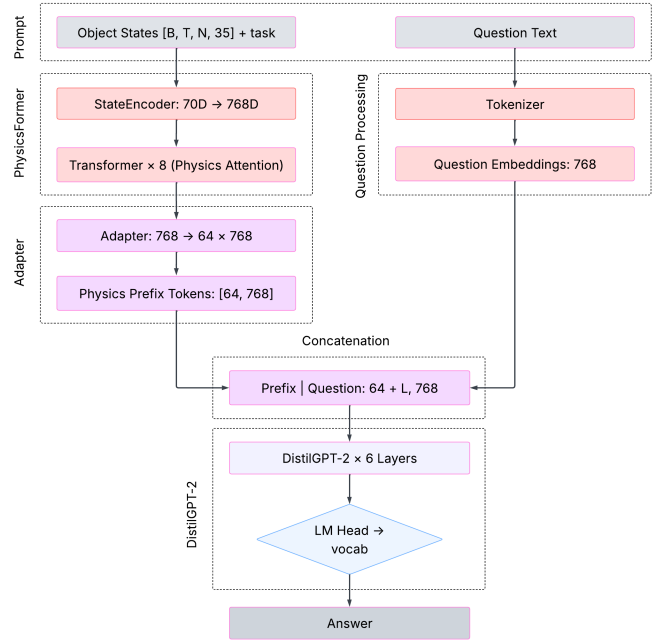 Prompt
Object States [B, T, N, 35] + task
Question Text
PhysicsFormer
StateEncoder: 70D → 768D
Transformer × 8 (Physics Attention)
Question Processing
Tokenizer
Question Embeddings: 768
Adapter
Adapter: 768 → 64 × 768
Physics Prefix Tokens: [64, 768]
Concatenation
Prefix | Question: 64 + L, 768
DistilGPT-2
DistilGPT-2 × 6 Layers
LM Head →
vocab
Answer